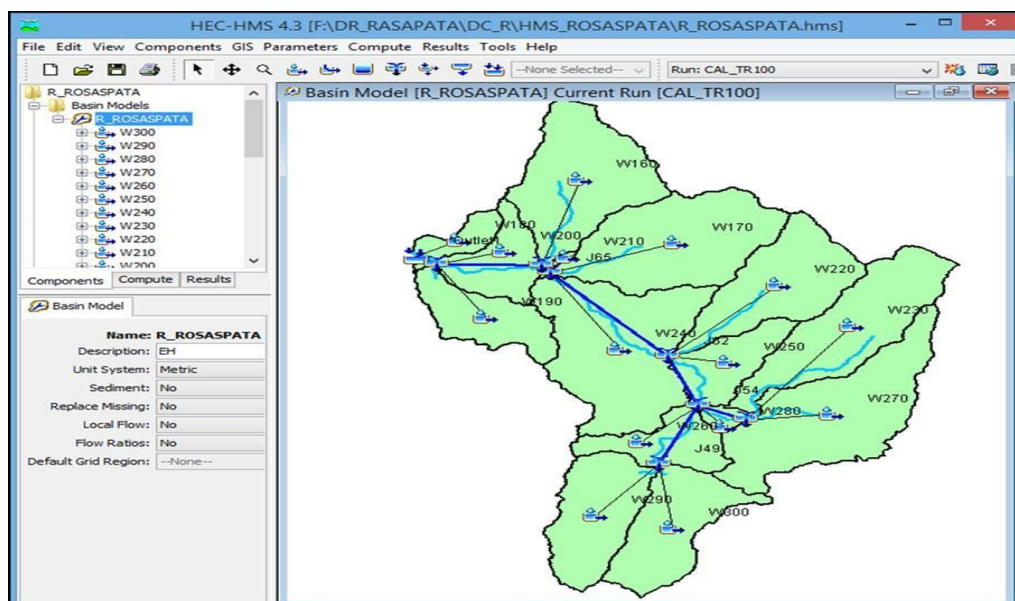 HEC-HMS 4.3 [F:\DR_RASAPATA\DC_R\HMS_ROSASPATA\R_ROSASPATA.hms]
File Edit View Components GIS Parameters Compute Results Tools Help
--None Selected-- Run: CAL_TR100
R_ROSASPATA
Basin Models
R_ROSASPATA
W300
W290
W280
W270
W260
W250
W240
W230
W220
W210
W200
Components Compute Results
Basin Model
Name: R_ROSASPATA
Description: EH
Unit System: Metric
Sediment: No
Replace Missing: No
Local Flow: No
Flow Ratios: No
Default Grid Region: --None--
Basin Model [R_ROSASPATA] Current Run [CAL_TR100]
W160
W180
W170
Outlet1
W200
W210
J65
W220
W190
W230
W240
J62
W250
J54
W270
W280
W260
J49
W290
W300